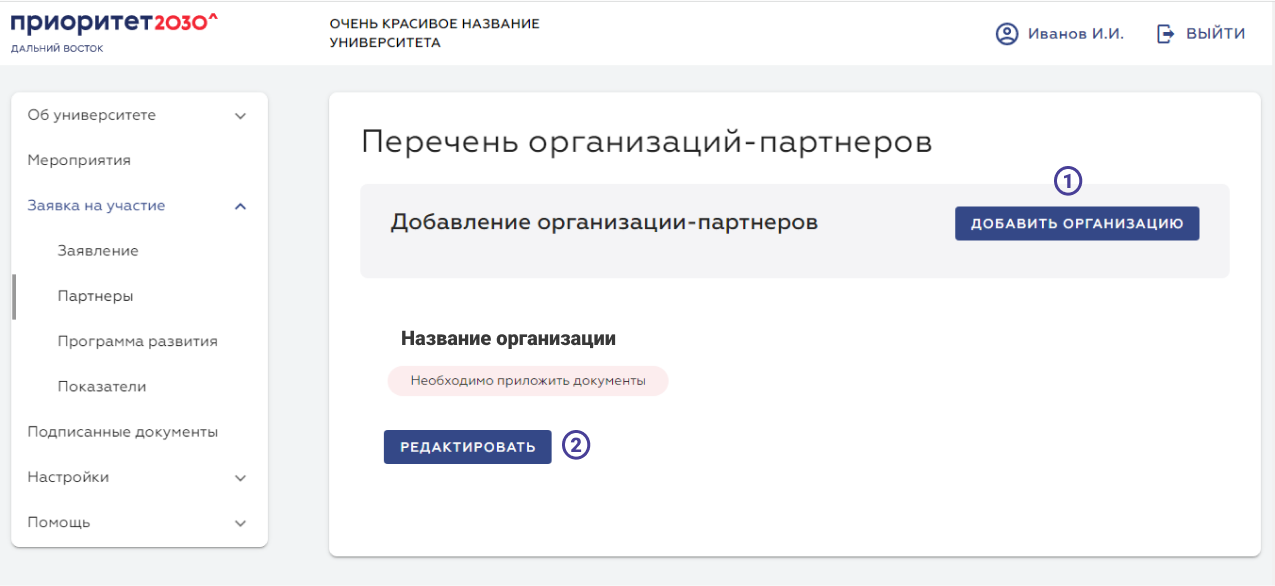 приоритет2030^
ДАЛЬНИЙ ВОСТОК
ОЧЕНЬ КРАСИВОЕ НАЗВАНИЕ
УНИВЕРСИТЕТА
Иванов И.И.
ВЫЙТИ
Об университете
Мероприятия
Заявка на участие
Заявление
Партнеры
Программа развития
Показатели
Подписанные документы
Настройки
Помощь
Перечень организаций-партнеров
1
Добавление организации-партнеров
ДОБАВИТЬ ОРГАНИЗАЦИЮ
Название организации
Необходимо приложить документы
РЕДАКТИРОВАТЬ
2